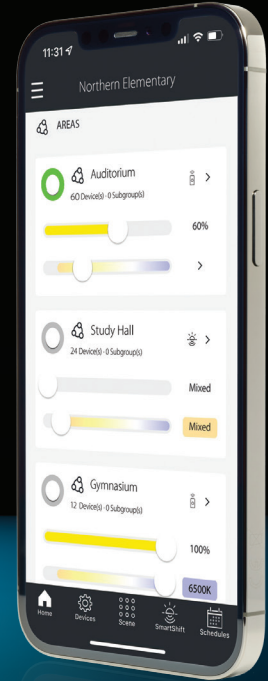 11:31
Northern Elementary
AREAS
Auditorium
60 Device(s) · 0 Subgroup(s)
60%
Study Hall
24 Device(s) · 0 Subgroup(s)
Mixed
Mixed
Gymnasium
12 Device(s) · 0 Subgroup(s)
100%
6500K
Home
Devices
Scene
SmartShift
Schedules